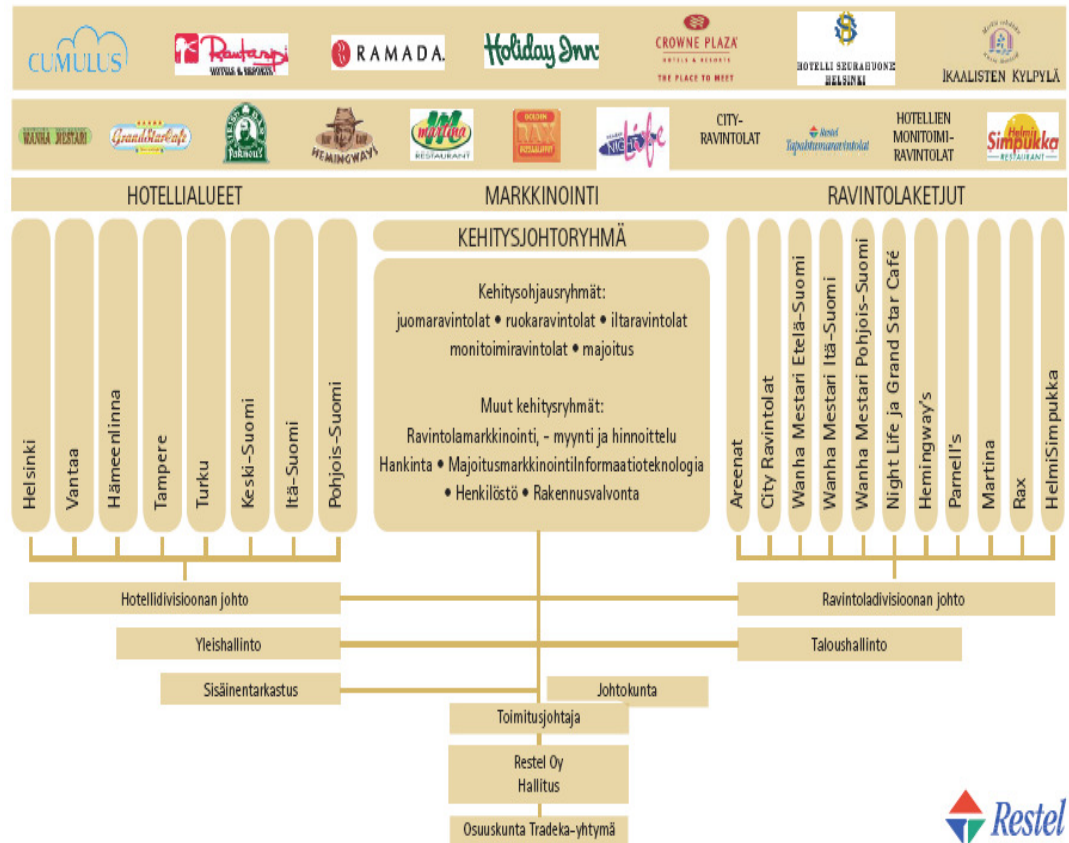 CUMULUS
Rantasipi
HOTELS & RESORTS
RAMADA.
Holiday Inn
CROWNE PLAZA
HOTELS & RESORTS
THE PLACE TO MEET
HOTELLI SEURAHUONE
HELSINKI
IKAALISTEN KYLPYLÄ
WANHA MESTARI
GrandStarCafé
PARNELL'S
HEMINGWAYS
martina
RESTAURANT
GOLDEN
RAX
PIZZABUFFET
NIGHT Life
CITY-
RAVINTOLAT
Restel
Tapahtumaravintolat
HOTELLIEN
MONITOIMI-
RAVINTOLAT
Helmi
Simpukka
RESTAURANT
HOTELLIALUEET
MARKKINOINTI
RAVINTOLAKETJUT
Helsinki
Vantaa
Hämeenlinna
Tampere
Turku
Keski-Suomi
Itä-Suomi
Pohjois-Suomi
KEHITYSJOHTORYHMÄ
Kehitysohjausryhmät:
juomaravintolat • ruokaravintolat • iltaravintolat
monitoimiravintolat • majoitus
Muut kehitysryhmät:
Ravintolamarkkinointi, - myynti ja hinnoittelu
Hankinta • MajoitusmarkkinointiInformaatioteknologia
• Henkilöstö • Rakennusvalvonta
Areenat
City Ravintolat
Wanha Mestari Etelä-Suomi
Wanha Mestari Itä-Suomi
Wanha Mestari Pohjois-Suomi
Night Life ja Grand Star Café
Hemingway's
Parnell's
Martina
Rax
HelmiSimpukka
Hotellidivisioonan johto
Ravintoladivisioonan johto
Yleishallinto
Taloushallinto
Sisäinentarkastus
Johtokunta
Toimitusjohtaja
Restel Oy
Hallitus
Osuuskunta Tradeka-yhtymä
Restel